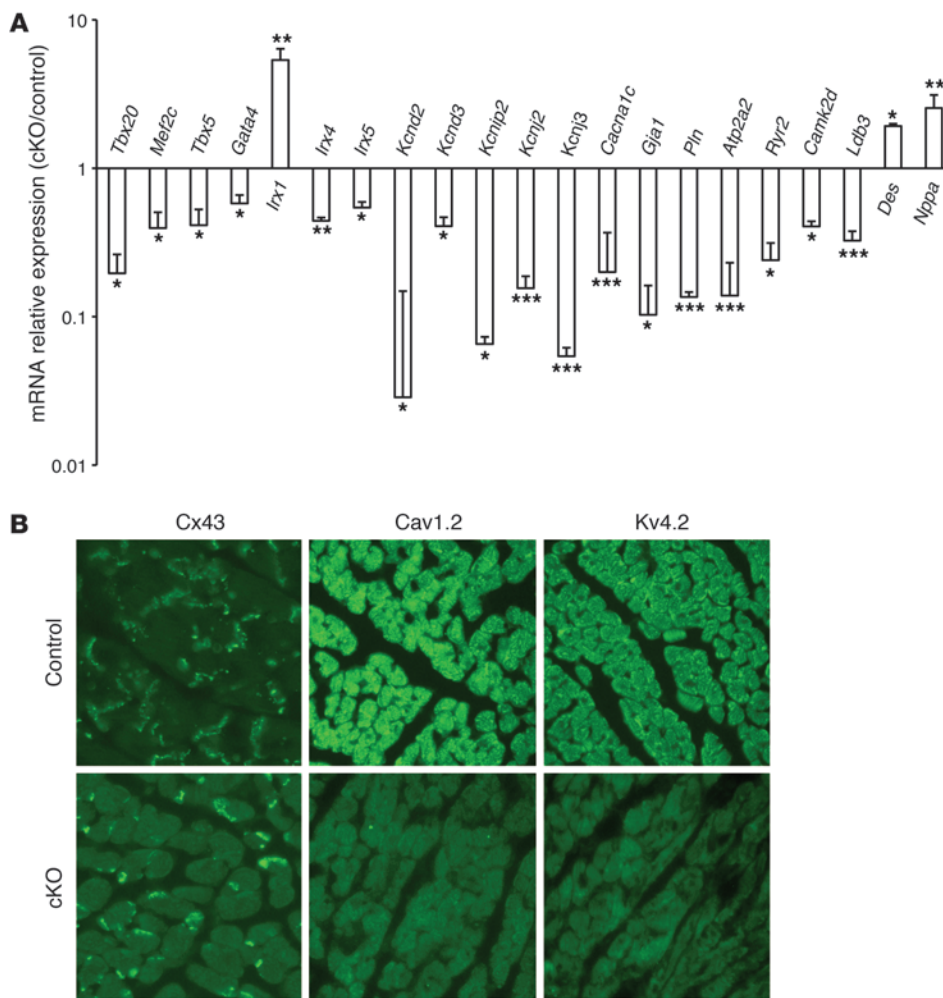 A
mRNA relative expression (cKO/control)
10
1
0.1
0.01
Tbx20
Mef2c
Tbx5
Gata4
Irx1
Irx4
Irx5
Kcnd2
Kcnd3
Kcnip2
Kcnj2
Kcnj3
Cacna1c
Gja1
Pln
Atp2a2
Ryr2
Camk2d
Ldb3
Des
Nppa
*
*
*
*
**
**
*
*
*
*
***
***
***
*
***
***
*
*
***
*
**
B
Cx43 Cav1.2 Kv4.2
Control
cKO